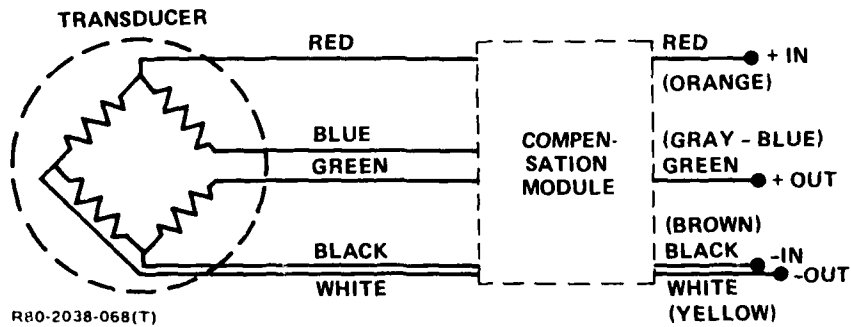 TRANSDUCER
RED
RED
+ IN
(ORANGE)
BLUE
GREEN
COMPEN-
SATION
MODULE
(GRAY - BLUE)
GREEN
+ OUT
(BROWN)
BLACK
BLACK
-IN
WHITE
WHITE
-OUT
(YELLOW)
R80-2038-068(T)